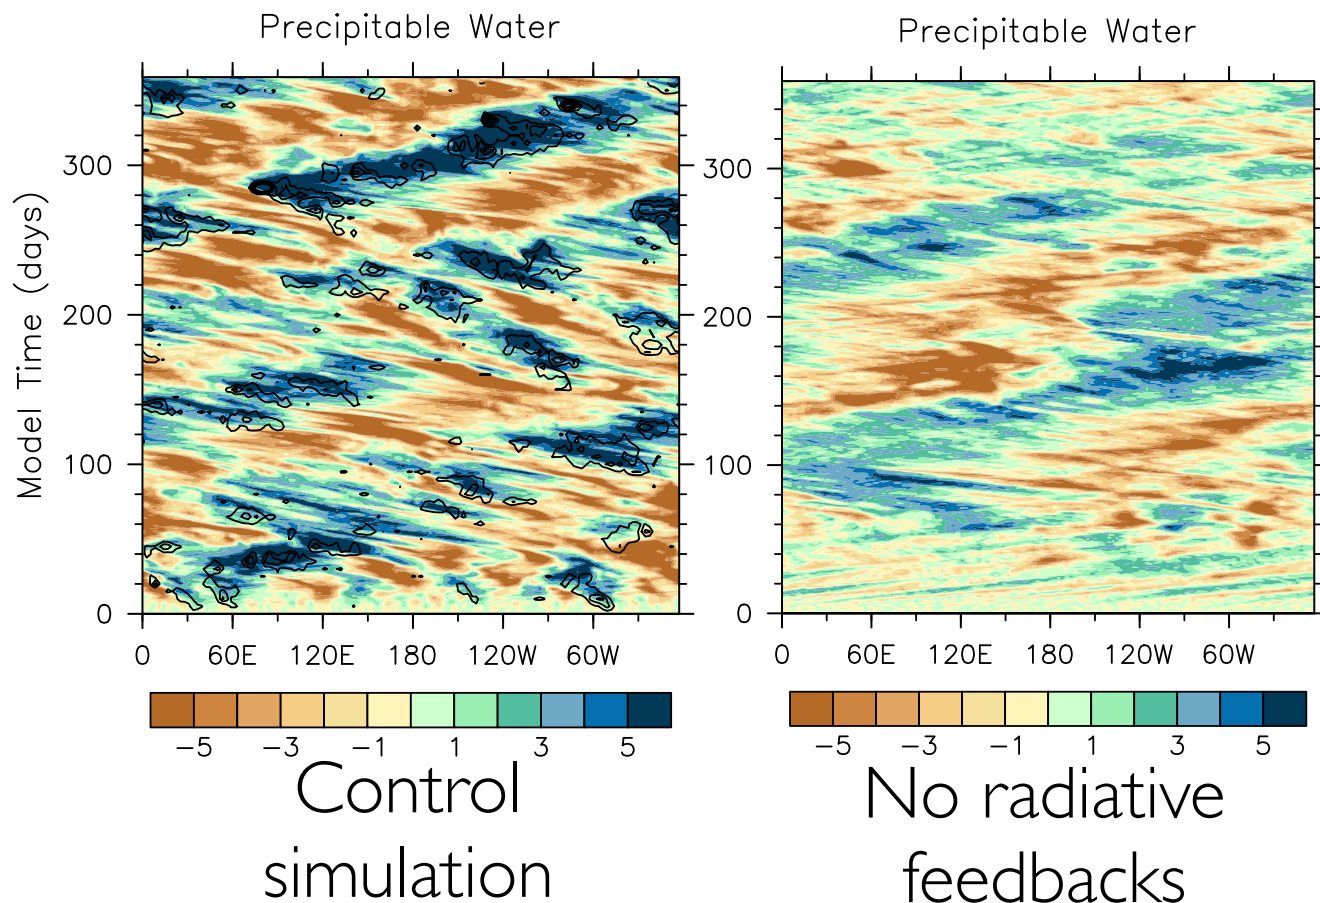 Precipitable Water
Precipitable Water
Model Time (days)
300
200
100
0
0 60E 120E 180 120W 60W
−5 −3 −1 1 3 5
Control
simulation
300
200
100
0
0 60E 120E 180 120W 60W
−5 −3 −1 1 3 5
No radiative
feedbacks